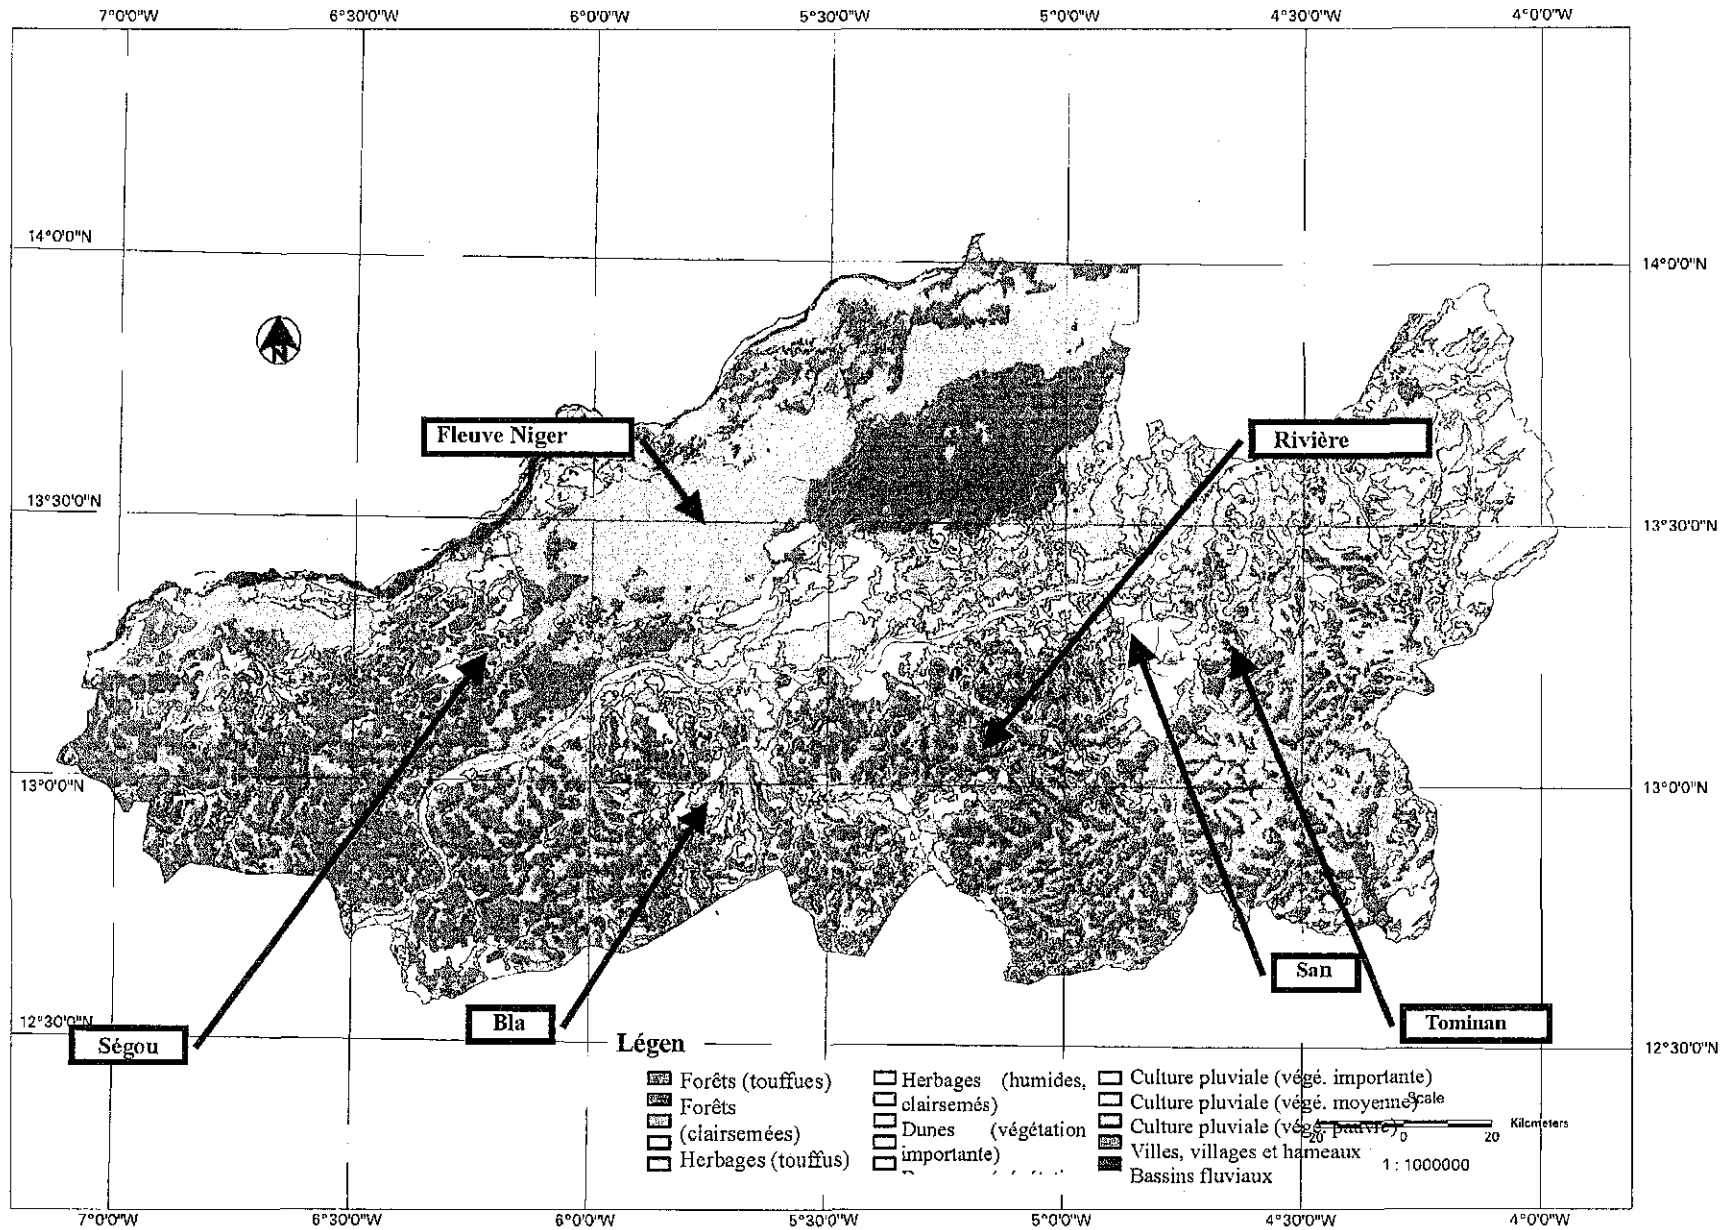 7°0'0"W 6°30'0"W 6°0'0"W 5°30'0"W 5°0'0"W 4°30'0"W 4°0'0"W
14°0'0"N
14°0'0"N
N
Fleuve Niger
Rivière
13°30'0"N
13°30'0"N
13°0'0"N
13°0'0"N
San
12°30'0"N
Ségou
Bla
Tominan
12°30'0"N
Légen
Forêts (touffues)
Forêts
(clairsemées)
Herbages (touffus)
Herbages (humides,
clairsemés)
Dunes (végétation
importante)
Culture pluviale (végé. importante)
Culture pluviale (végé. moyenne)
Culture pluviale (végé. pauvre)
Villes, villages et hameaux
Bassins fluviaux
Scale
20 0 20 Kilometers
1 : 1000000
7°0'0"W 6°30'0"W 6°0'0"W 5°30'0"W 5°0'0"W 4°30'0"W 4°0'0"W